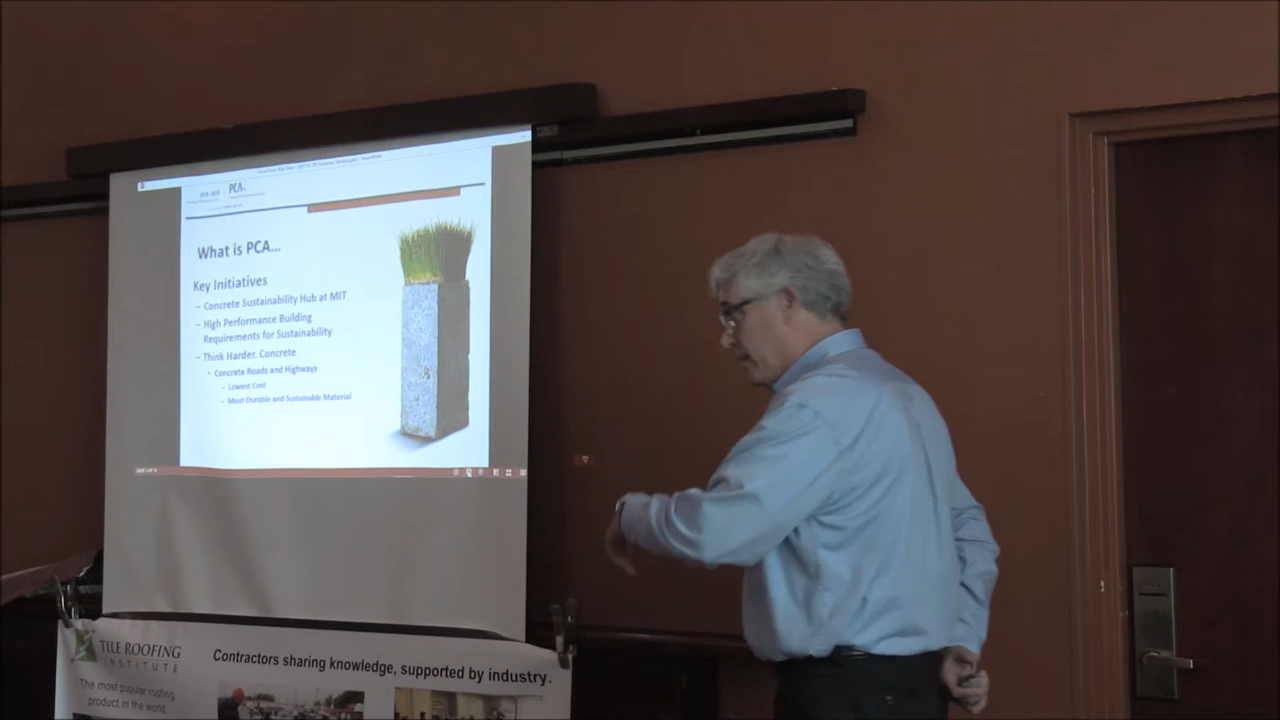 PCA
What is PCA...
Key Initiatives
– Concrete Sustainability Hub at MIT
– High Performance Building
Requirements for Sustainability
– Think Harder. Concrete
• Concrete Roads and Highways
– Lowest Cost
– Most Durable and Sustainable Material
TILE ROOFING
INSTITUTE
Contractors sharing knowledge, supported by industry.
The most popular roofing
product in the world.